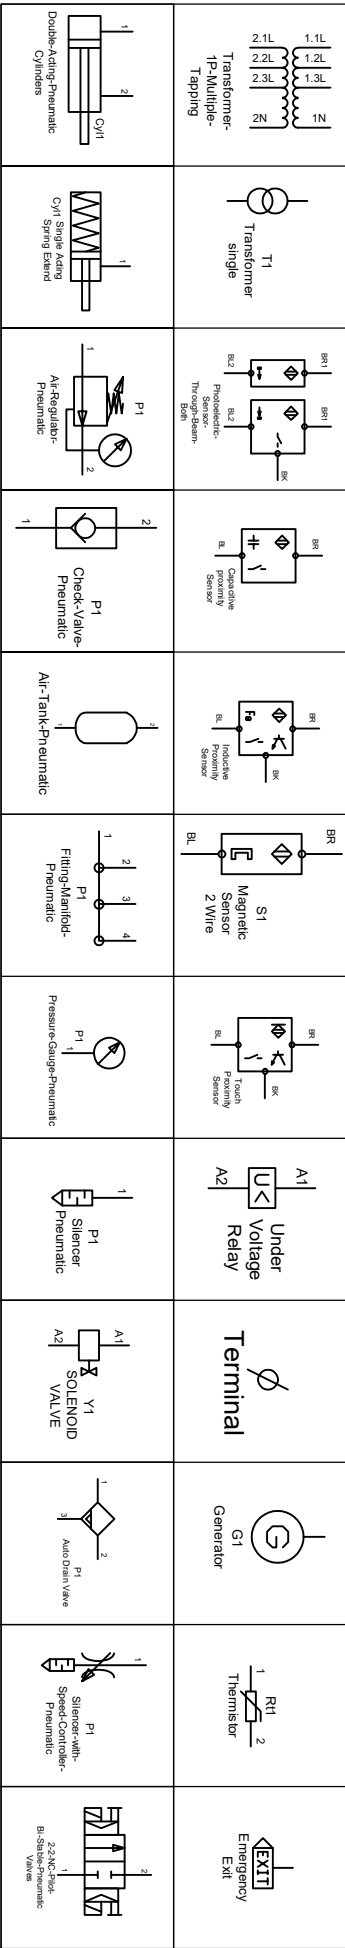 2.1L 1.1L
2.2L 1.2L
2.3L 1.3L
2N 1N
Transformer-
1P-Multiple-
Tapping
T1
Transformer
single
BR1
BL2
BR1
BL2
BK
Photoelectric-
Sensor-
Through-Beam-
Both
BR
BL
Capacitive
proximity
Sensor
BR
BL
BK
Fe
Inductive
Proximity
Sensor
BR
BL
S1
Magnetic
Sensor
2 Wire
BR
BL
BK
Touch
Proximity
Sensor
A1
A2
U<
Under
Voltage
Relay
Terminal
G
G1
Generator
1
2
Rt1
Thermistor
EXIT
Emergency
Exit
1
2
Cyl1
Double-Acting-Pneumatic
Cylinders
1
Cyl1 Single Acting
Spring Extend
1
2
P1
Air-Regulator-
Pneumatic
1
2
P1
Check-Valve-
Pneumatic
1
2
Air-Tank-Pneumatic
1
2
3
4
P1
Fitting-Manifold-
Pneumatic
P1
1
Pressure-Gauge-Pneumatic
1
P1
Silencer
Pneumatic
A1
A2
Y1
SOLENOID
VALVE
1
2
3
P1
Auto Drain Valve
1
P1
Silencer-with-
Speed-Controller-
Pneumatic
1
2
2-2-NC-Pilot-
Bi-Stable-Pneumatic
Valves